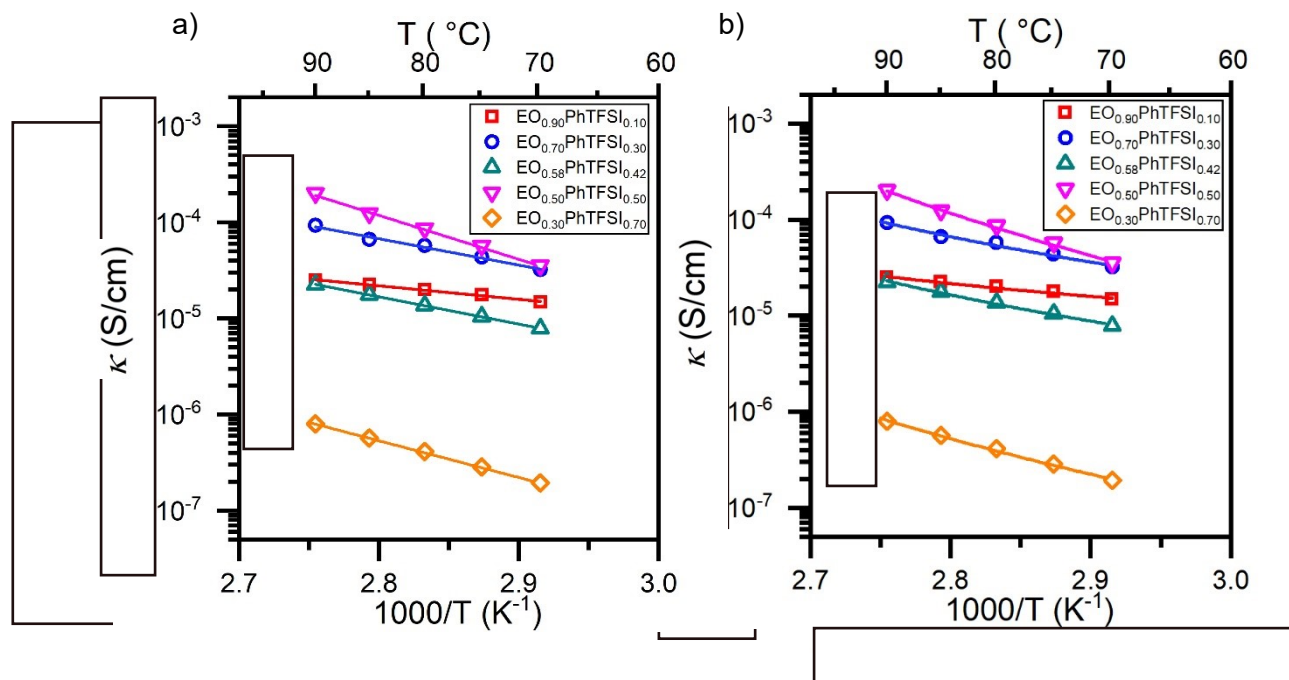 a)
T ( °C)
90 80 70 60
10⁻³
10⁻⁴
10⁻⁵
10⁻⁶
10⁻⁷
κ (S/cm)
EO₀.₉₀PhTFSI₀.₁₀
EO₀.₇₀PhTFSI₀.₃₀
EO₀.₅₈PhTFSI₀.₄₂
EO₀.₅₀PhTFSI₀.₅₀
EO₀.₃₀PhTFSI₀.₇₀
2.7 2.8 2.9 3.0
1000/T (K⁻¹)
b)
T ( °C)
90 80 70 60
10⁻³
10⁻⁴
10⁻⁵
10⁻⁶
10⁻⁷
κ (S/cm)
EO₀.₉₀PhTFSI₀.₁₀
EO₀.₇₀PhTFSI₀.₃₀
EO₀.₅₈PhTFSI₀.₄₂
EO₀.₅₀PhTFSI₀.₅₀
EO₀.₃₀PhTFSI₀.₇₀
2.7 2.8 2.9 3.0
1000/T (K⁻¹)